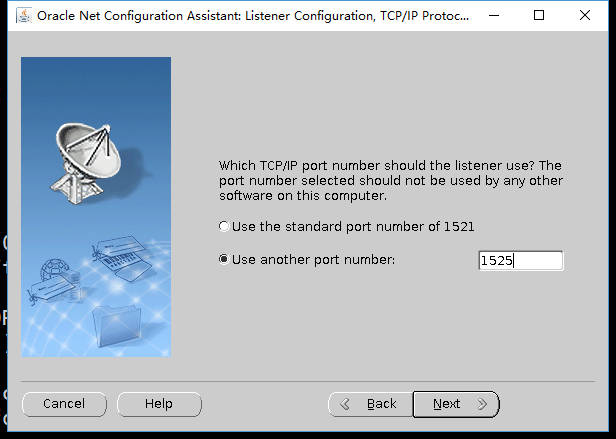 Oracle Net Configuration Assistant: Listener Configuration, TCP/IP Protoc...
Which TCP/IP port number should the listener use? The
port number selected should not be used by any other
software on this computer.
Use the standard port number of 1521
Use another port number: 1525
Cancel Help Back Next